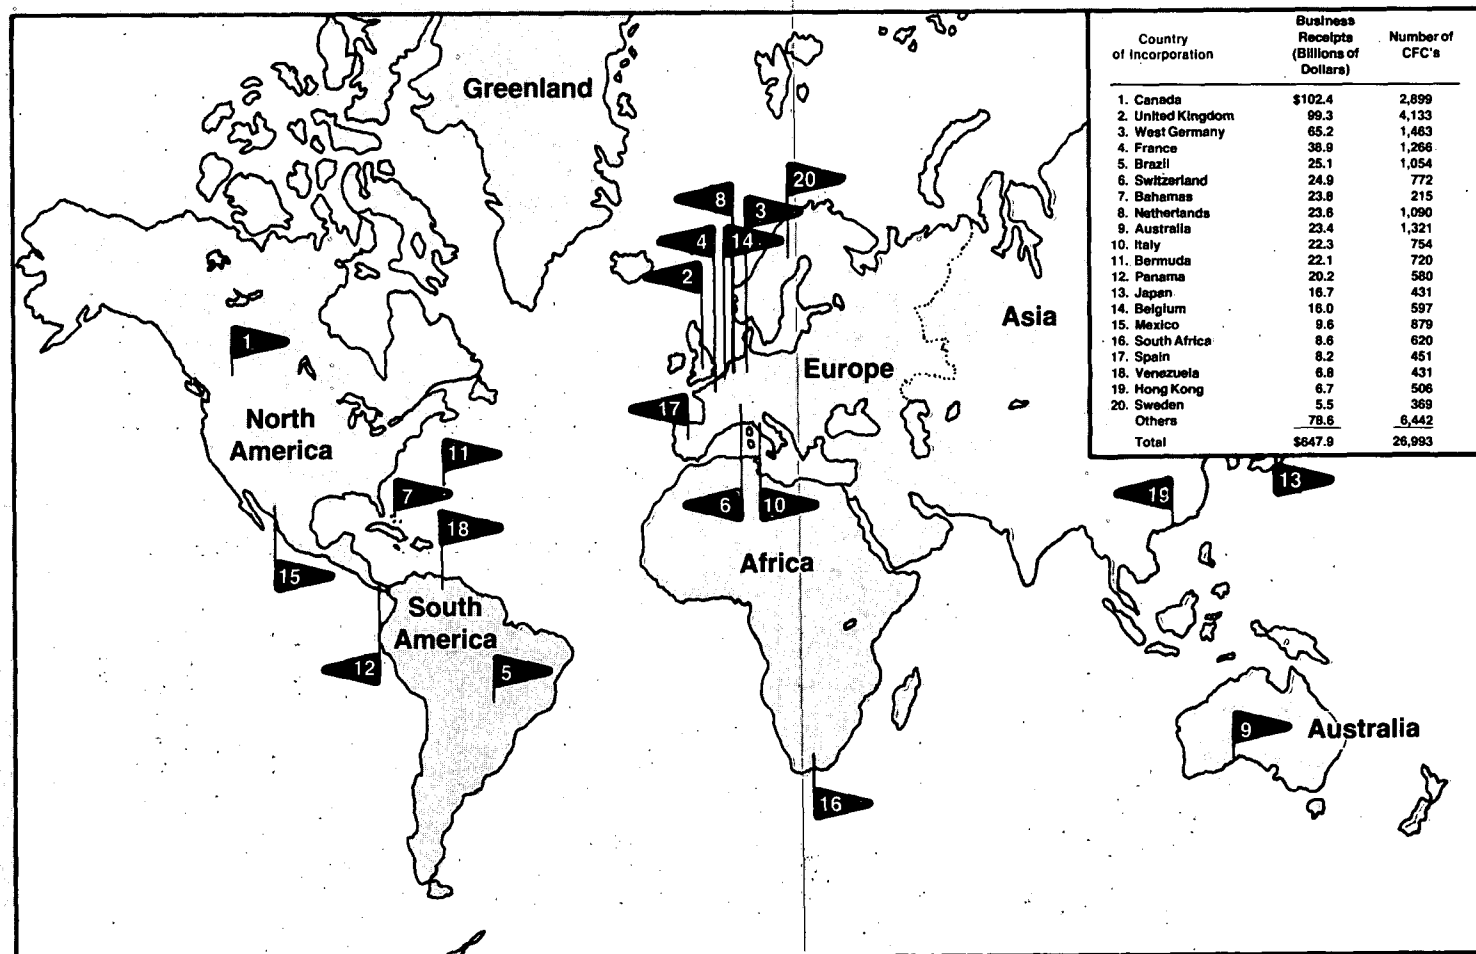 Greenland
North
America
South
America
Europe
Asia
Africa
Australia
1
2
3
4
5
6
7
8
9
10
11
12
13
14
15
16
17
18
19
20
Country of Incorporation Business Receipts (Billions of Dollars) Number of CFC's
1. Canada $102.4 2,899
2. United Kingdom 99.3 4,133
3. West Germany 65.2 1,463
4. France 38.9 1,266
5. Brazil 25.1 1,054
6. Switzerland 24.9 772
7. Bahamas 23.8 215
8. Netherlands 23.6 1,090
9. Australia 23.4 1,321
10. Italy 22.3 754
11. Bermuda 22.1 720
12. Panama 20.2 580
13. Japan 16.7 431
14. Belgium 16.0 597
15. Mexico 9.6 879
16. South Africa 8.6 620
17. Spain 8.2 451
18. Venezuela 6.8 431
19. Hong Kong 6.7 506
20. Sweden 5.5 369
Others 78.6 6,442
Total $647.9 26,993